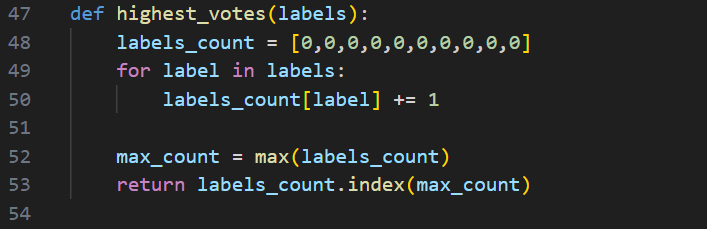 47 def highest_votes(labels):
48     labels_count = [0,0,0,0,0,0,0,0,0,0]
49     for label in labels:
50         labels_count[label] += 1
51
52     max_count = max(labels_count)
53     return labels_count.index(max_count)
54